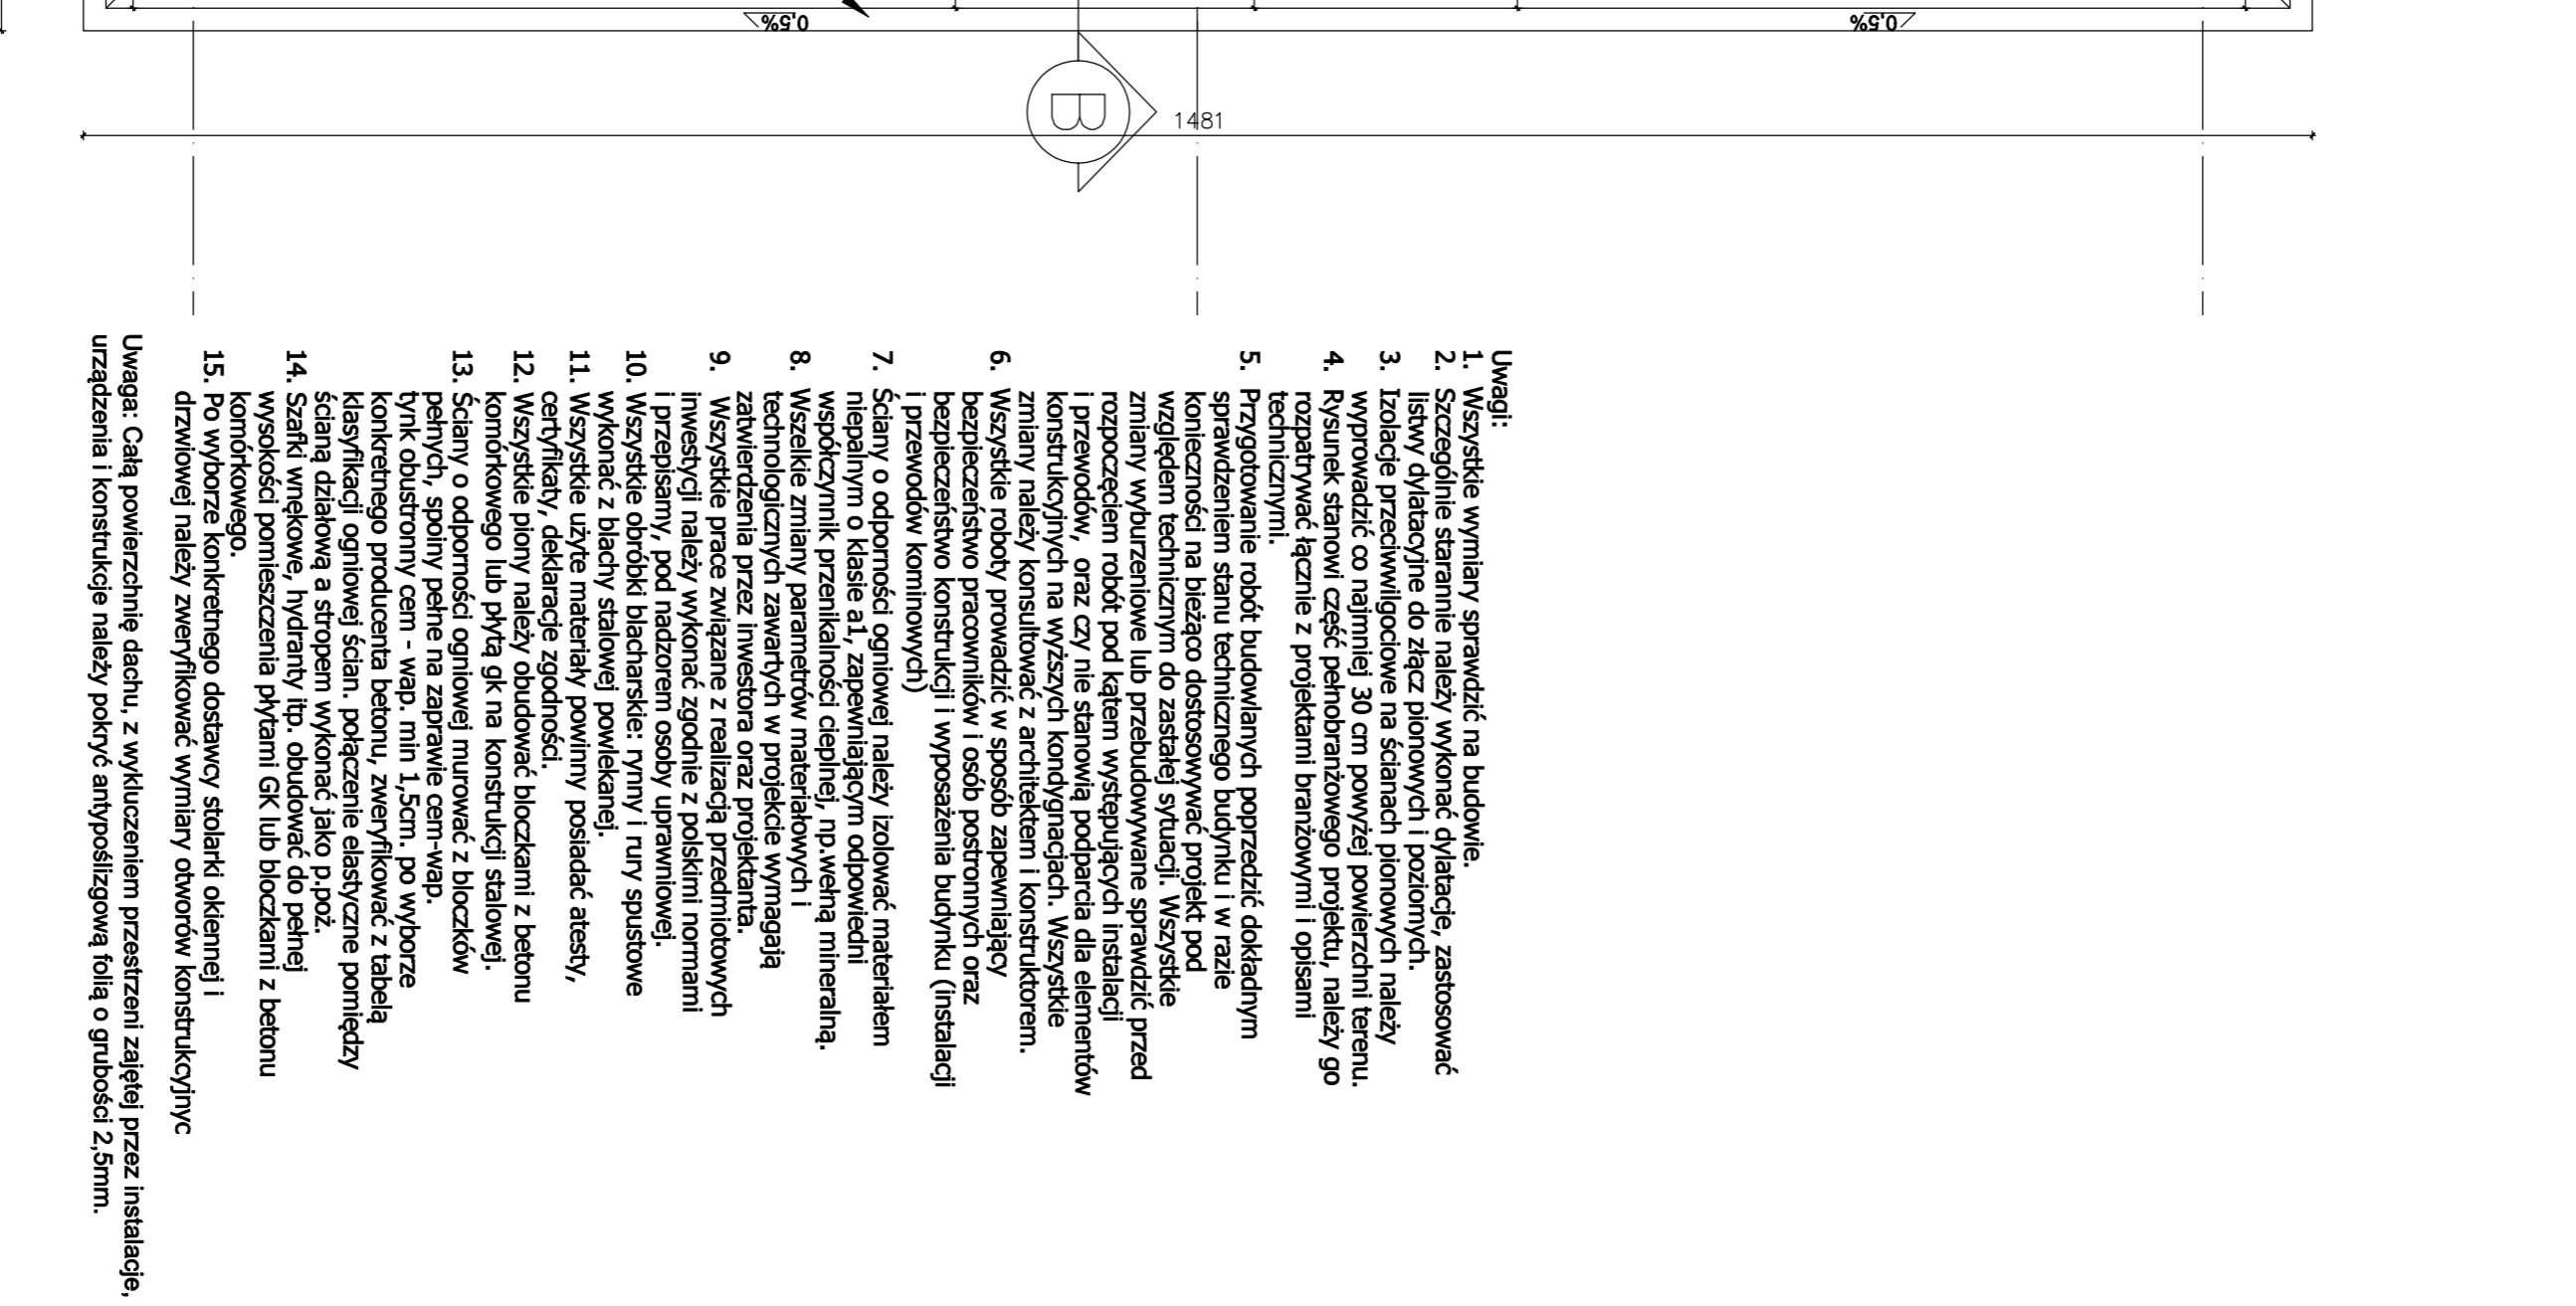 0,5%
0,5%
B
1481
Uwagi:
1. Wszystkie wymiary sprawdzić na budowie.
2. Szczególnie starannie należy wykonać dylatacje, zastosować
listwy dylatacyjne do złącz pionowych i poziomych.
3. Izolacje przeciwwilgociowe na ścianach pionowych należy
wyprowadzić co najmniej 30 cm powyżej powierzchni terenu.
4. Rysunek stanowi część pełnobranżowego projektu, należy go
rozpatrywać łącznie z projektami branżowymi i opisami
technicznymi.
5. Przygotowanie robót budowlanych poprzedzić dokładnym
sprawdzeniem stanu technicznego budynku i w razie
konieczności na bieżąco dostosowywać projekt pod
względem technicznym do zastałej sytuacji. Wszystkie
zmiany wyburzeniowe lub przebudowywane sprawdzić przed
rozpoczęciem robót pod kątem występujących instalacji
i przewodów, oraz czy nie stanowią podparcia dla elementów
konstrukcyjnych na wyższych kondygnacjach. Wszystkie
zmiany należy konsultować z architektem i konstruktorem.
6. Wszystkie roboty prowadzić w sposób zapewniający
bezpieczeństwo pracowników i osób postronnych oraz
bezpieczeństwo konstrukcji i wyposażenia budynku (instalacji
i przewodów kominowych)
7. Ściany o odporności ogniowej należy izolować materiałem
niepalnym o klasie a1, zapewniającym odpowiedni
współczynnik przenikalności cieplnej, np.wełną mineralną.
8. Wszelkie zmiany parametrów materiałowych i
technologicznych zawartych w projekcie wymagają
zatwierdzenia przez inwestora oraz projektanta.
9. Wszystkie prace związane z realizacją przedmiotowych
inwestycji należy wykonać zgodnie z polskimi normami
i przepisamy, pod nadzorem osoby uprawniowej.
10. Wszystkie obróbki blacharskie: rynny i rury spustowe
wykonać z blachy stalowej powlekanej.
11. Wszystkie użyte materiały powinny posiadać atesty,
certyfikaty, deklaracje zgodności.
12. Wszystkie piony należy obudować bloczkami z betonu
komórkowego lub płytą gk na konstrukcji stalowej.
13. Ściany o odporności ogniowej murować z bloczków
pełnych, spoiny pełne na zaprawie cem-wap.
tynk obustronny cem - wap. min 1,5cm. po wyborze
konkretnego producenta betonu, zweryfikować z tabelą
klasyfikacji ogniowej ścian. połączenie elastyczne pomiędzy
ścianą działową a stropem wykonać jako p.poż.
14. Szafki wnękowe, hydranty itp. obudować do pełnej
wysokości pomieszczenia płytami GK lub bloczkami z betonu
komórkowego.
15. Po wyborze konkretnego dostawcy stolarki okiennej i
drzwiowej należy zweryfikować wymiary otworów konstrukcyjnyc
Uwaga: Całą powierzchnię dachu, z wykluczeniem przestrzeni zajętej przez instalacje,
urządzenia i konstrukcje należy pokryć antypoślizgową folią o grubości 2,5mm.